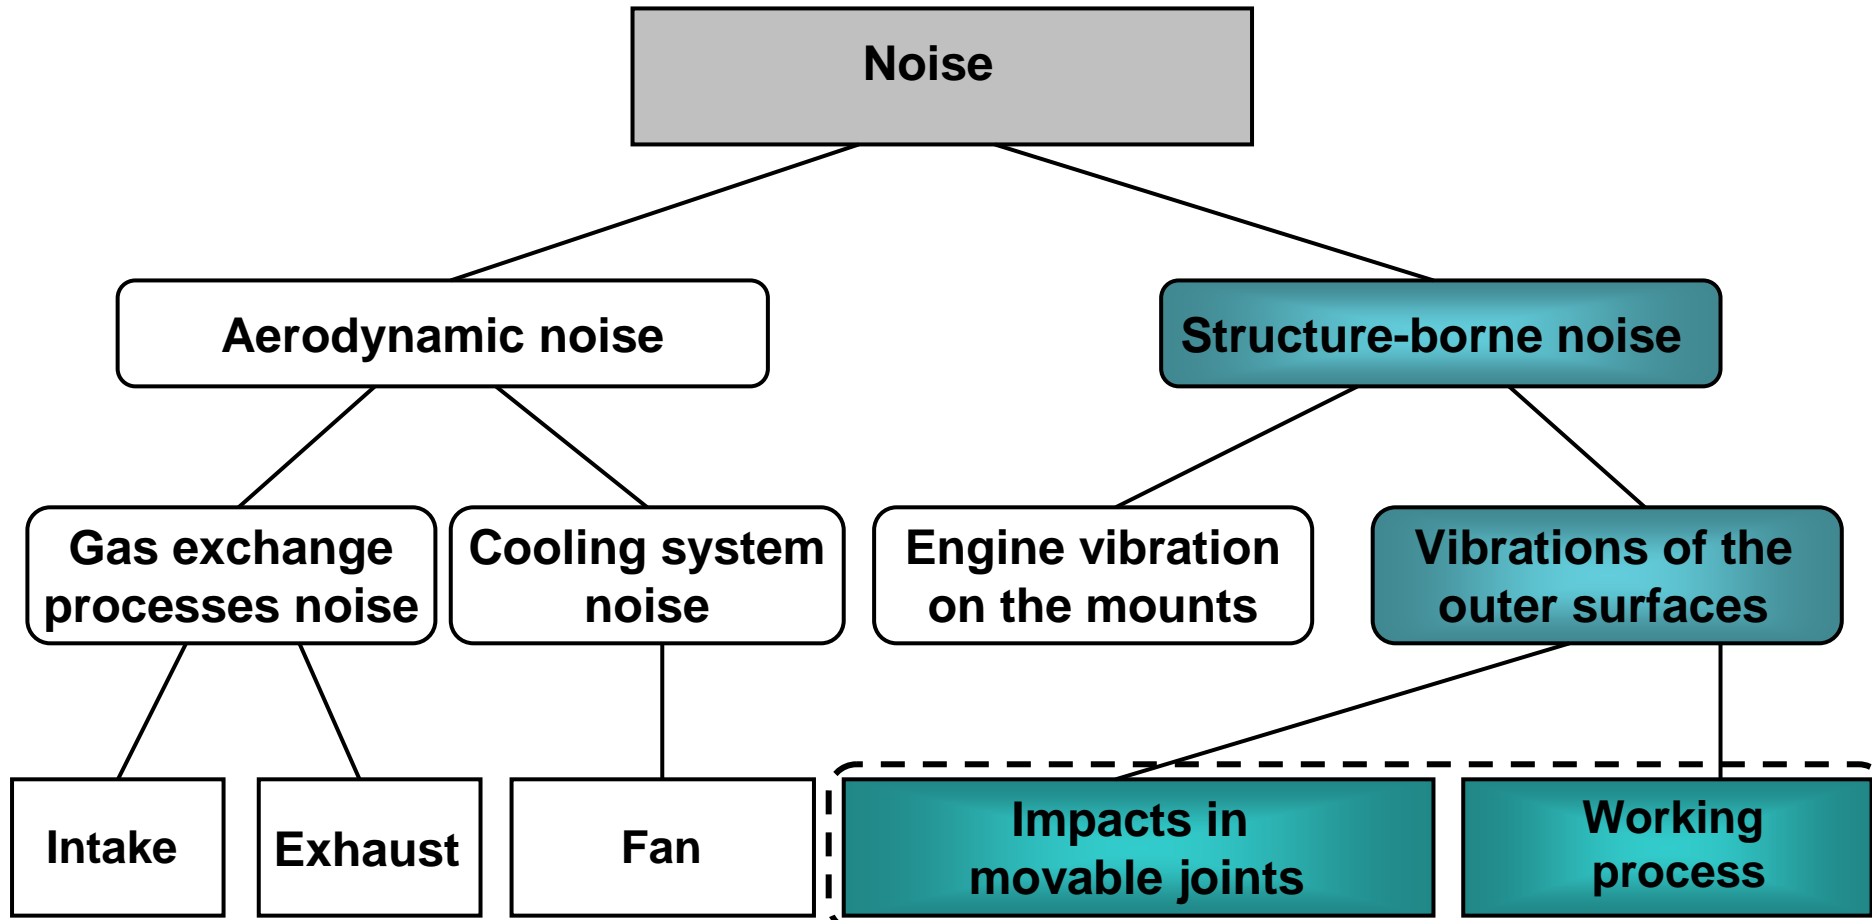 Noise
Aerodynamic noise
Structure-borne noise
Gas exchange
processes noise
Cooling system
noise
Engine vibration
on the mounts
Vibrations of the
outer surfaces
Intake
Exhaust
Fan
Impacts in
movable joints
Working
process